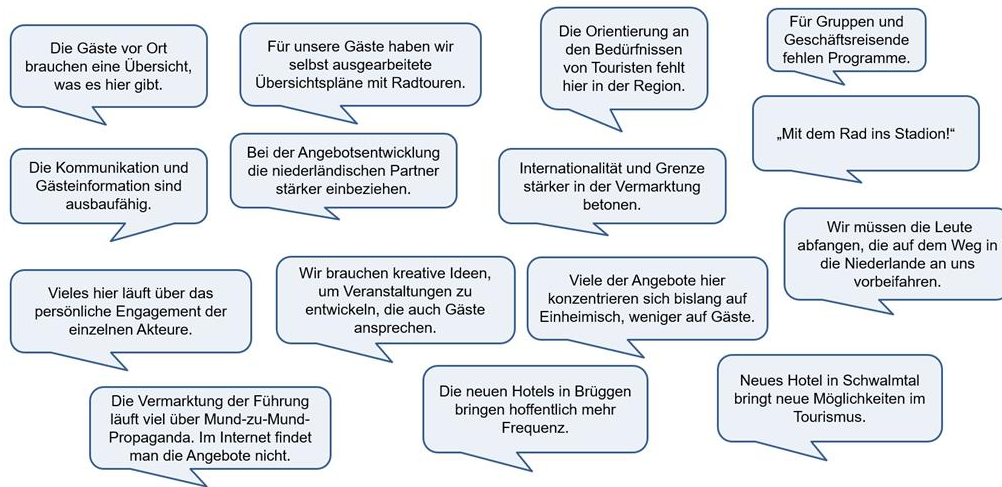 Die Gäste vor Ort
brauchen eine Übersicht,
was es hier gibt.
Für unsere Gäste haben wir
selbst ausgearbeitete
Übersichtspläne mit Radtouren.
Die Orientierung an
den Bedürfnissen
von Touristen fehlt
hier in der Region.
Für Gruppen und
Geschäftsreisende
fehlen Programme.
„Mit dem Rad ins Stadion!“
Die Kommunikation und
Gästeinformation sind
ausbaufähig.
Bei der Angebotsentwicklung
die niederländischen Partner
stärker einbeziehen.
Internationalität und Grenze
stärker in der Vermarktung
betonen.
Wir müssen die Leute
abfangen, die auf dem Weg in
die Niederlande an uns
vorbeifahren.
Vieles hier läuft über das
persönliche Engagement der
einzelnen Akteure.
Wir brauchen kreative Ideen,
um Veranstaltungen zu
entwickeln, die auch Gäste
ansprechen.
Viele der Angebote hier
konzentrieren sich bislang auf
Einheimisch, weniger auf Gäste.
Die Vermarktung der Führung
läuft viel über Mund-zu-Mund-
Propaganda. Im Internet findet
man die Angebote nicht.
Die neuen Hotels in Brüggen
bringen hoffentlich mehr
Frequenz.
Neues Hotel in Schwalmtal
bringt neue Möglichkeiten im
Tourismus.